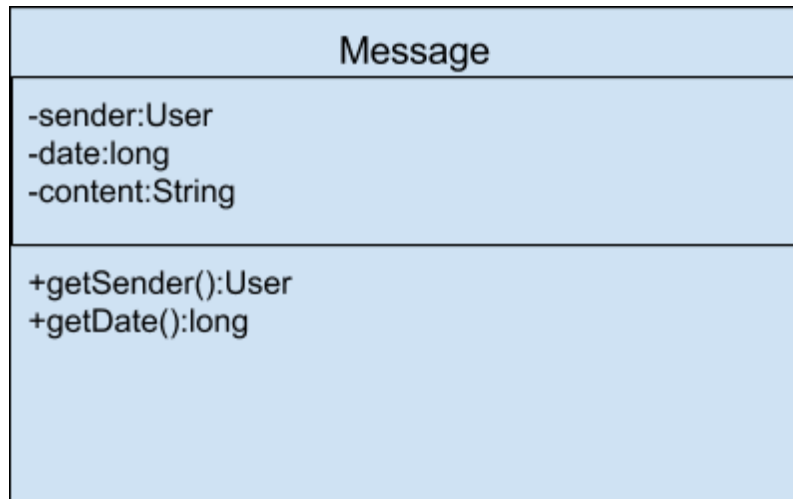 Message
-sender:User
-date:long
-content:String
+getSender():User
+getDate():long